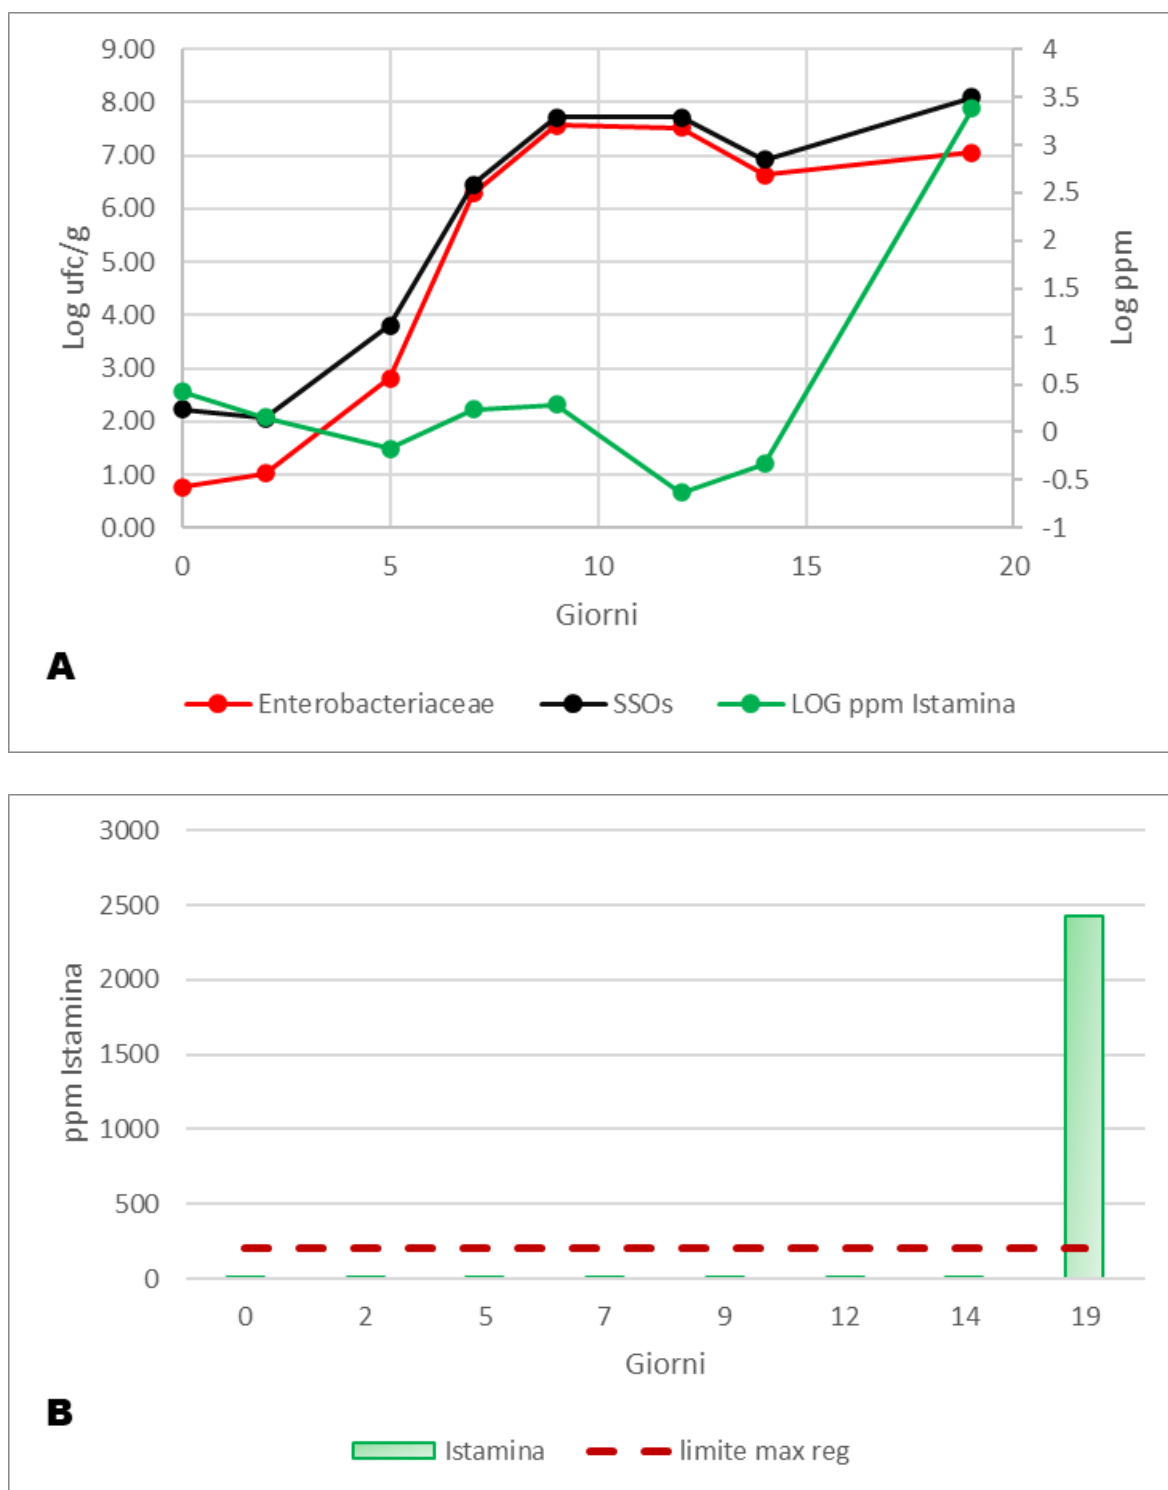 9.00
8.00
7.00
6.00
5.00
4.00
3.00
2.00
1.00
0.00
Log ufc/g
4
3.5
3
2.5
2
1.5
1
0.5
0
-0.5
-1
Log ppm
0 5 10 15 20
Giorni
A
Enterobacteriaceae SSOs LOG ppm Istamina
3000
2500
2000
1500
1000
500
0
ppm Istamina
0 2 5 7 9 12 14 19
Giorni
B
Istamina limite max reg